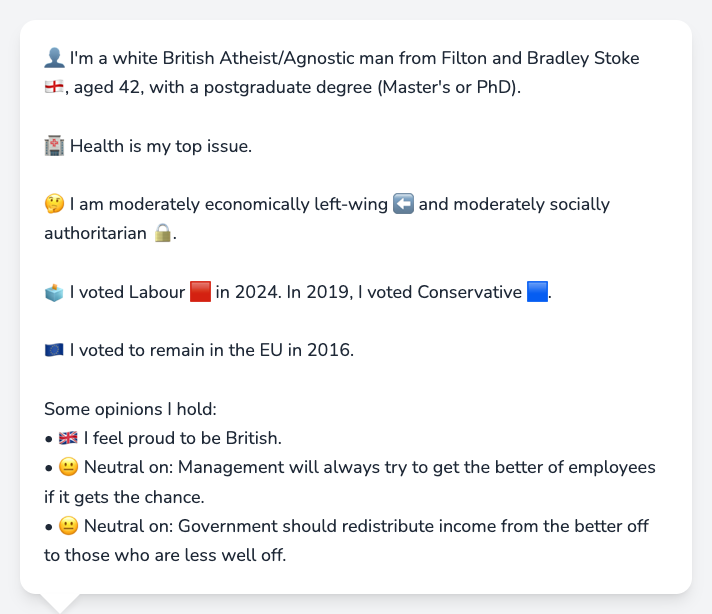 👤 I'm a white British Atheist/Agnostic man from Filton and Bradley Stoke
🏴󠁧󠁢󠁥󠁮󠁧󠁿, aged 42, with a postgraduate degree (Master's or PhD).
🏥 Health is my top issue.
🤔 I am moderately economically left-wing ⬅️ and moderately socially
authoritarian 🔒.
🗳️ I voted Labour 🟥 in 2024. In 2019, I voted Conservative 🟦.
🇪🇺 I voted to remain in the EU in 2016.
Some opinions I hold:
• 🇬🇧 I feel proud to be British.
• 😐 Neutral on: Management will always try to get the better of employees
if it gets the chance.
• 😐 Neutral on: Government should redistribute income from the better off
to those who are less well off.